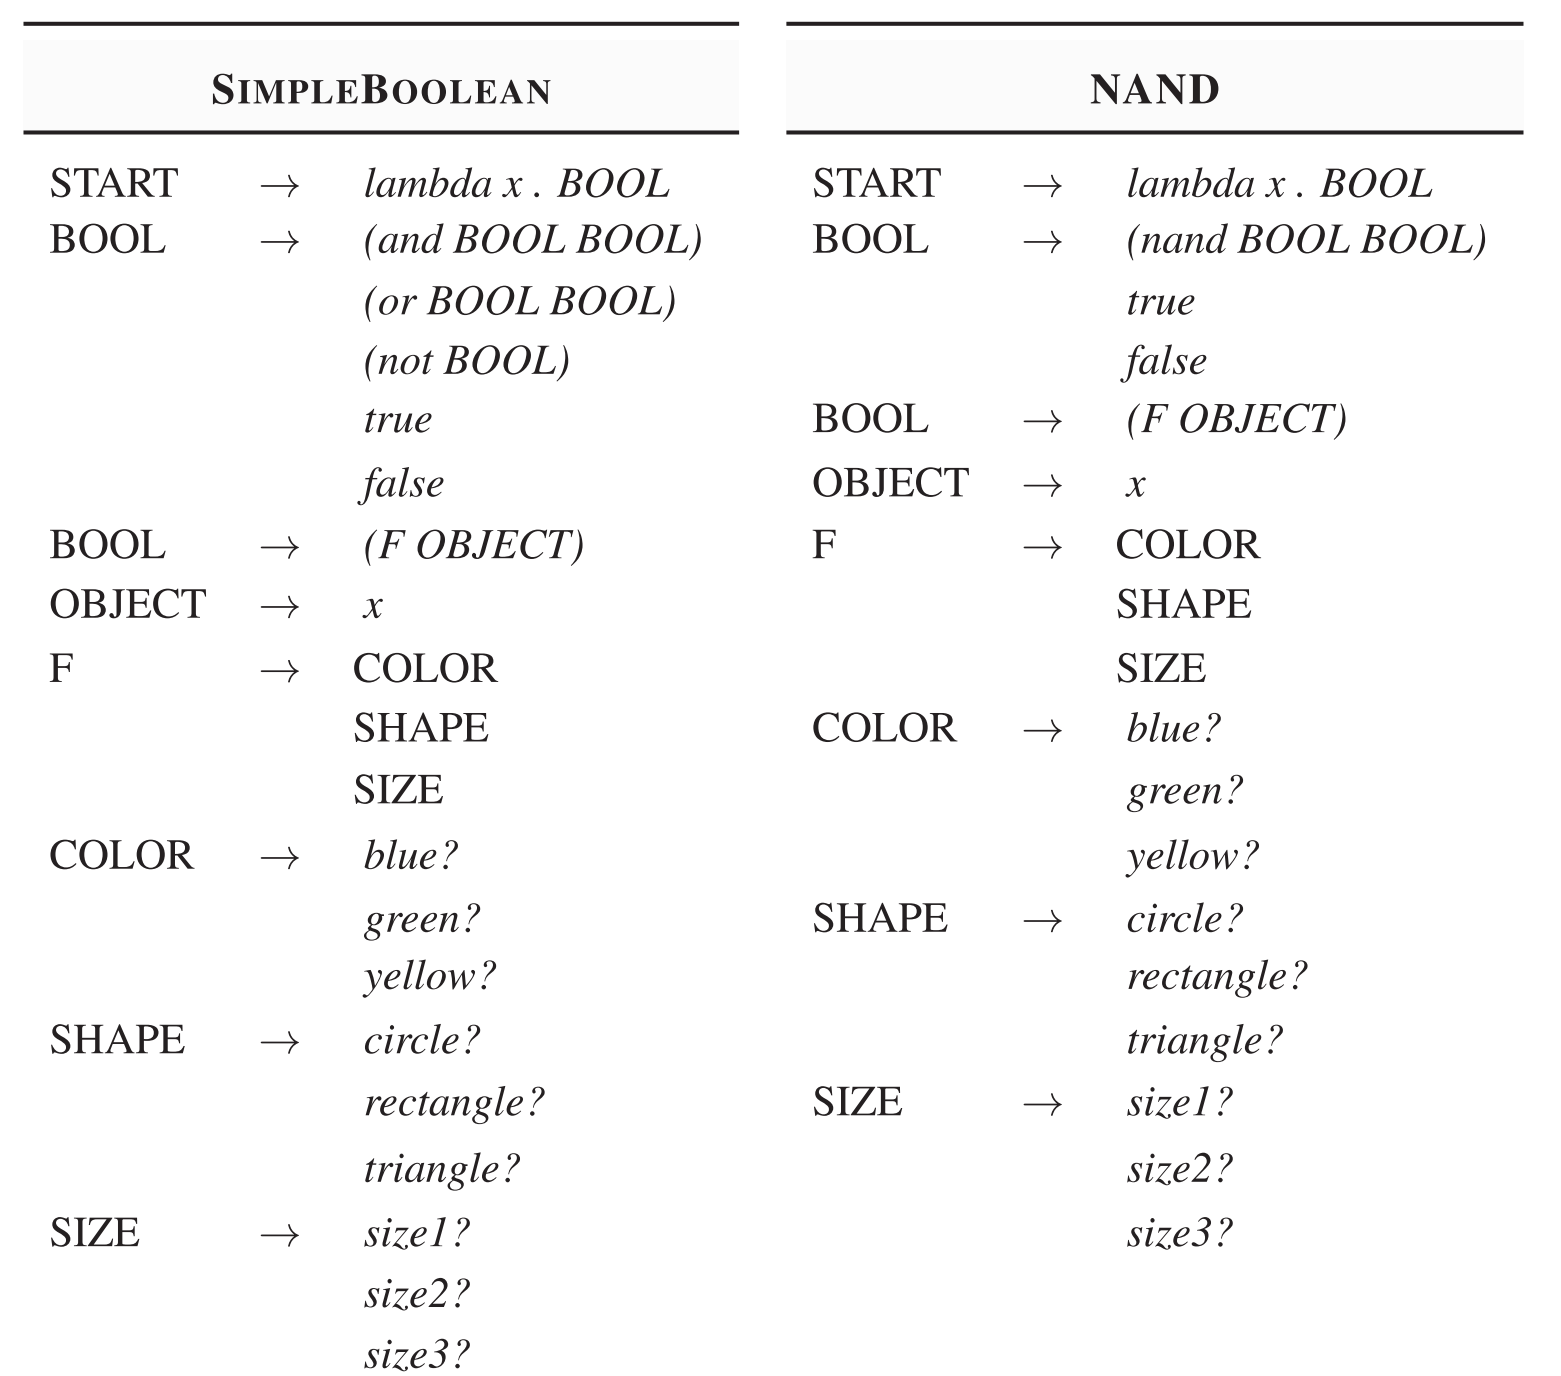 SIMPLEBOOLEAN
START → lambda x . BOOL
BOOL → (and BOOL BOOL)
(or BOOL BOOL)
(not BOOL)
true
false
BOOL → (F OBJECT)
OBJECT → x
F → COLOR
SHAPE
SIZE
COLOR → blue?
green?
yellow?
SHAPE → circle?
rectangle?
triangle?
SIZE → size1?
size2?
size3?
NAND
START → lambda x . BOOL
BOOL → (nand BOOL BOOL)
true
false
BOOL → (F OBJECT)
OBJECT → x
F → COLOR
SHAPE
SIZE
COLOR → blue?
green?
yellow?
SHAPE → circle?
rectangle?
triangle?
SIZE → size1?
size2?
size3?